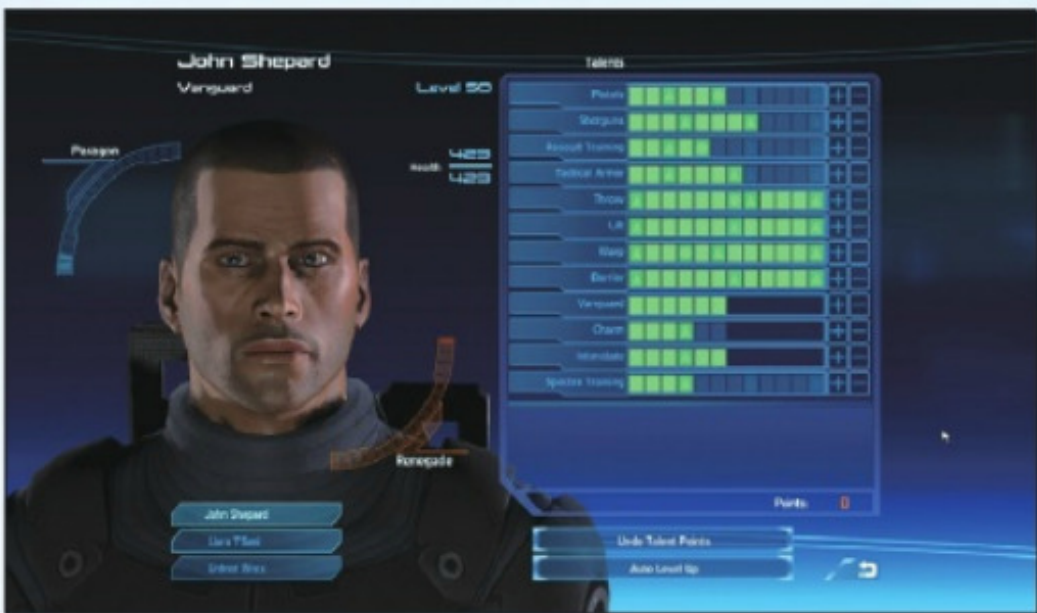 John Shepard
Vanguard
Level 50
Talents
Paragon
Health
423
423
Pistols
Shotguns
Assault Training
Tactical Armor
Throw
Lift
Warp
Barrier
Vanguard
Charm
Intimidate
Spectre Training
Renegade
Points: 0
John Shepard
Liara T'Soni
Urdnot Wrex
Undo Talent Points
Auto Level Up